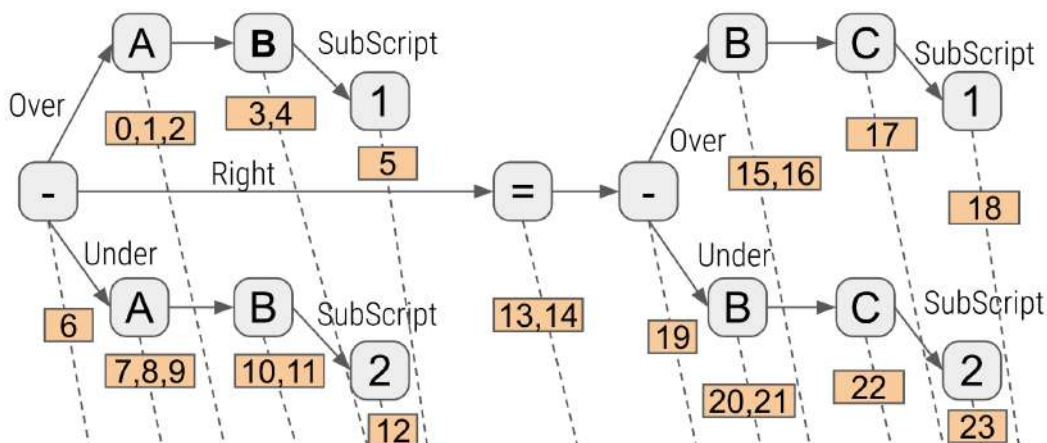 A B SubScript B C SubScript
1 1
Over 0,1,2 3,4 Over 17
5 15,16
- Right = - 18
Under Under
6 A B SubScript 13,14 19 B C SubScript
7,8,9 10,11 2 20,21 22 2
12 23